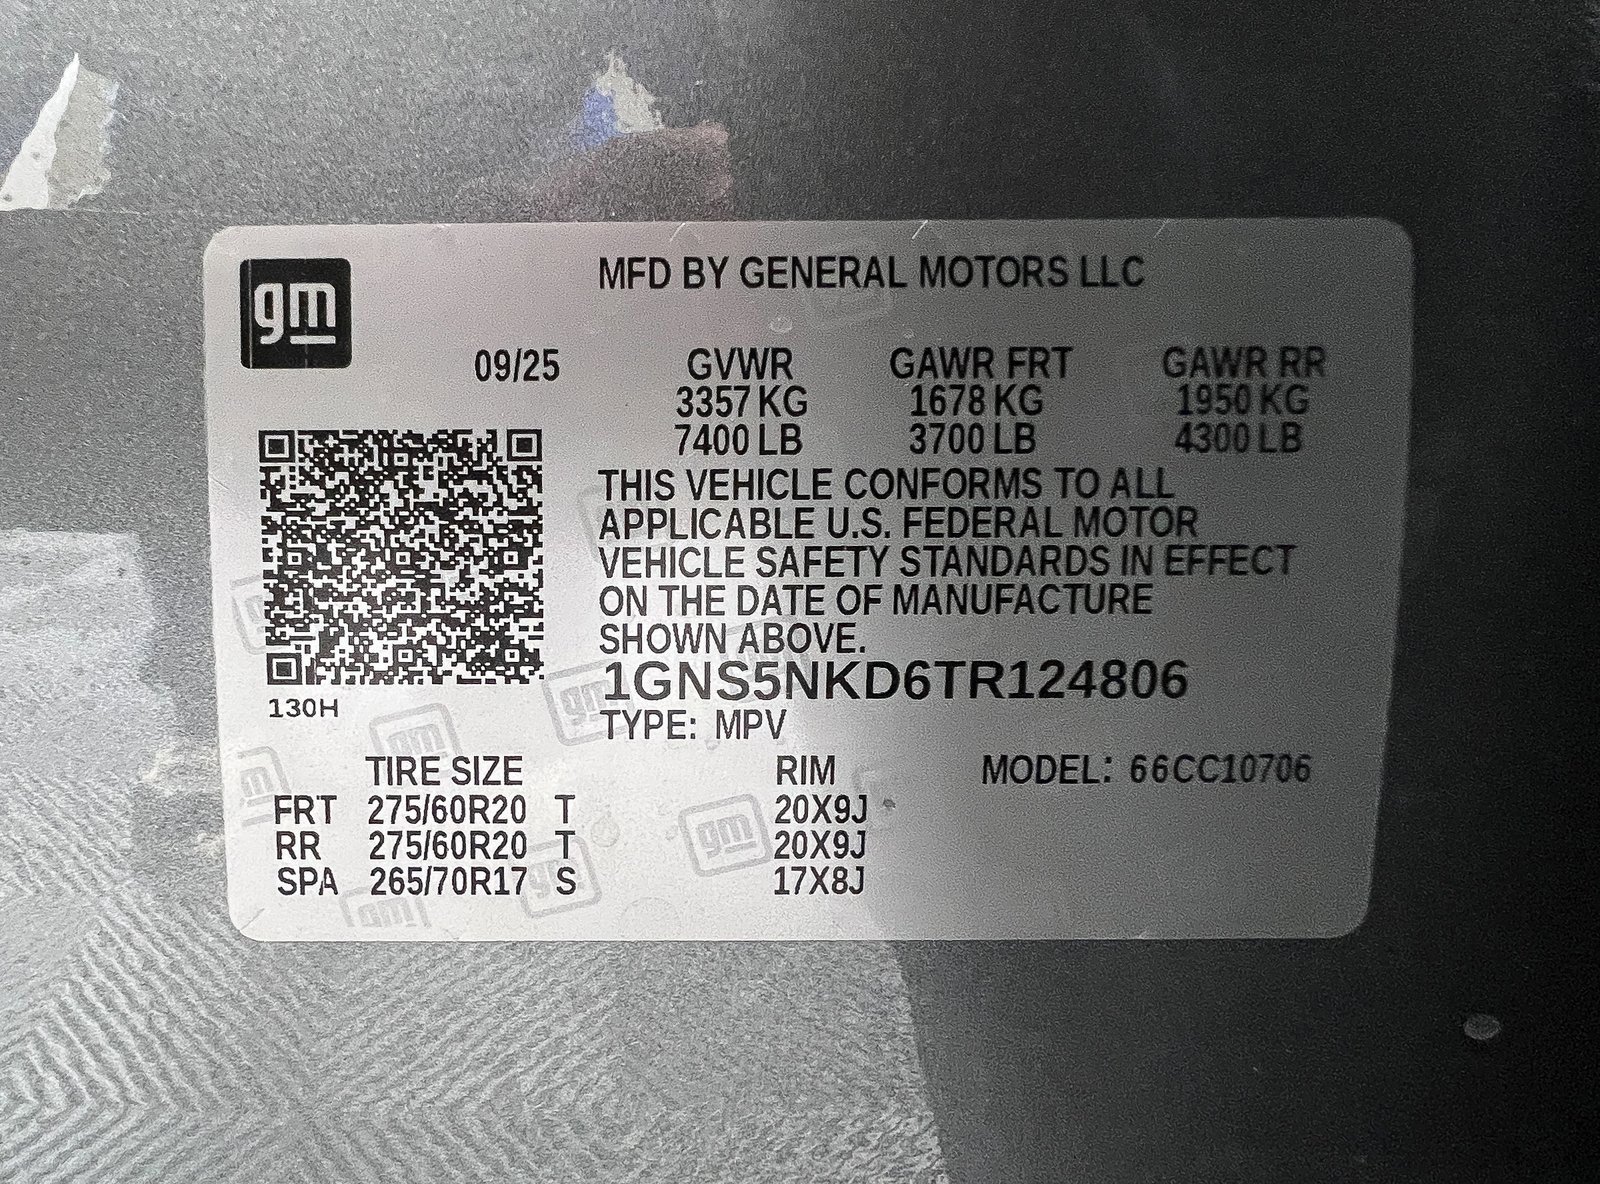 gm
MFD BY GENERAL MOTORS LLC
09/25 GVWR GAWR FRT GAWR RR
3357 KG 1678 KG 1950 KG
7400 LB 3700 LB 4300 LB
THIS VEHICLE CONFORMS TO ALL
APPLICABLE U.S. FEDERAL MOTOR
VEHICLE SAFETY STANDARDS IN EFFECT
ON THE DATE OF MANUFACTURE
SHOWN ABOVE.
1GNS5NKD6TR124806
130H
TYPE: MPV
TIRE SIZE RIM MODEL: 66CC10706
FRT 275/60R20 T 20X9J
RR 275/60R20 T 20X9J
SPA 265/70R17 S 17X8J